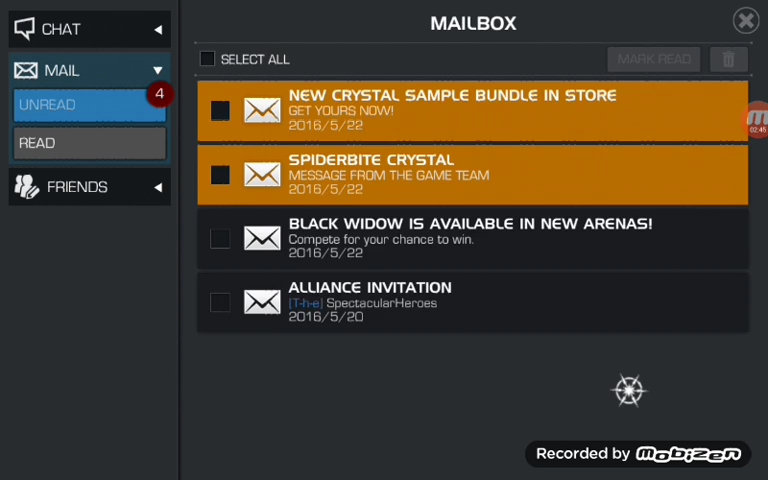 CHAT
MAIL
4
UNREAD
READ
FRIENDS
MAILBOX
SELECT ALL
MARK READ
NEW CRYSTAL SAMPLE BUNDLE IN STORE
GET YOURS NOW!
2016/5/22
SPIDERBITE CRYSTAL
MESSAGE FROM THE GAME TEAM
2016/5/22
BLACK WIDOW IS AVAILABLE IN NEW ARENAS!
Compete for your chance to win.
2016/5/22
ALLIANCE INVITATION
[T-h-e] SpectacularHeroes
2016/5/20
m
02:45
Recorded by mobizen